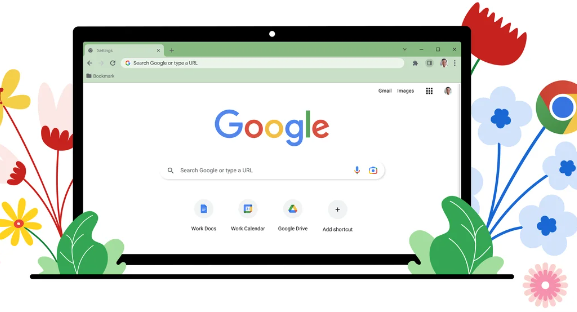 Settings
Search Google or type a URL
Bookmark
Gmail Images
Google
Search Google or type a URL
Work Docs Work Calendar Google Drive Add shortcut